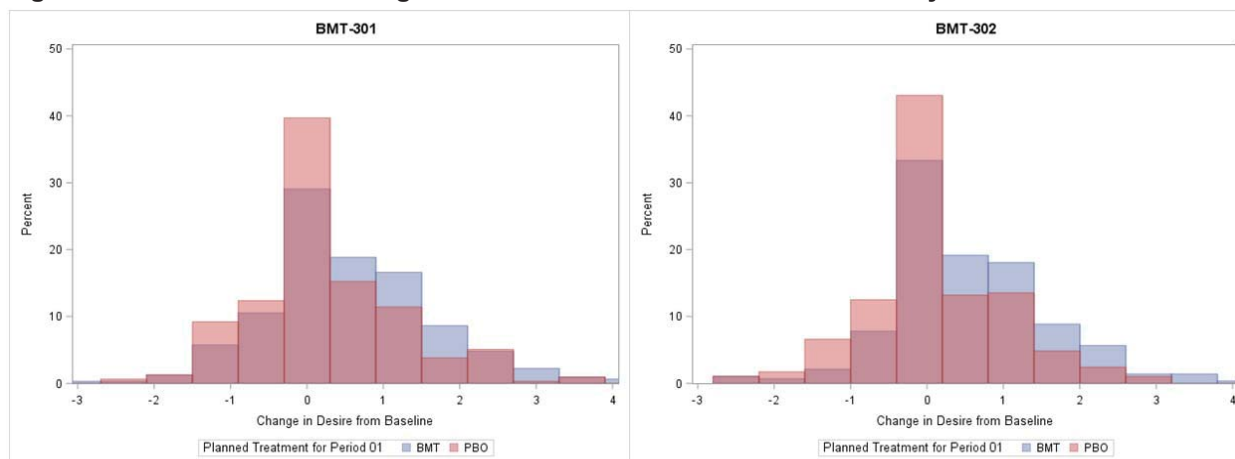 BMT-301
50
40
30
20
10
0
Percent
-3 -2 -1 0 1 2 3 4
Change in Desire from Baseline
Planned Treatment for Period 01 BMT PBO
BMT-302
50
40
30
20
10
0
Percent
-3 -2 -1 0 1 2 3 4
Change in Desire from Baseline
Planned Treatment for Period 01 BMT PBO